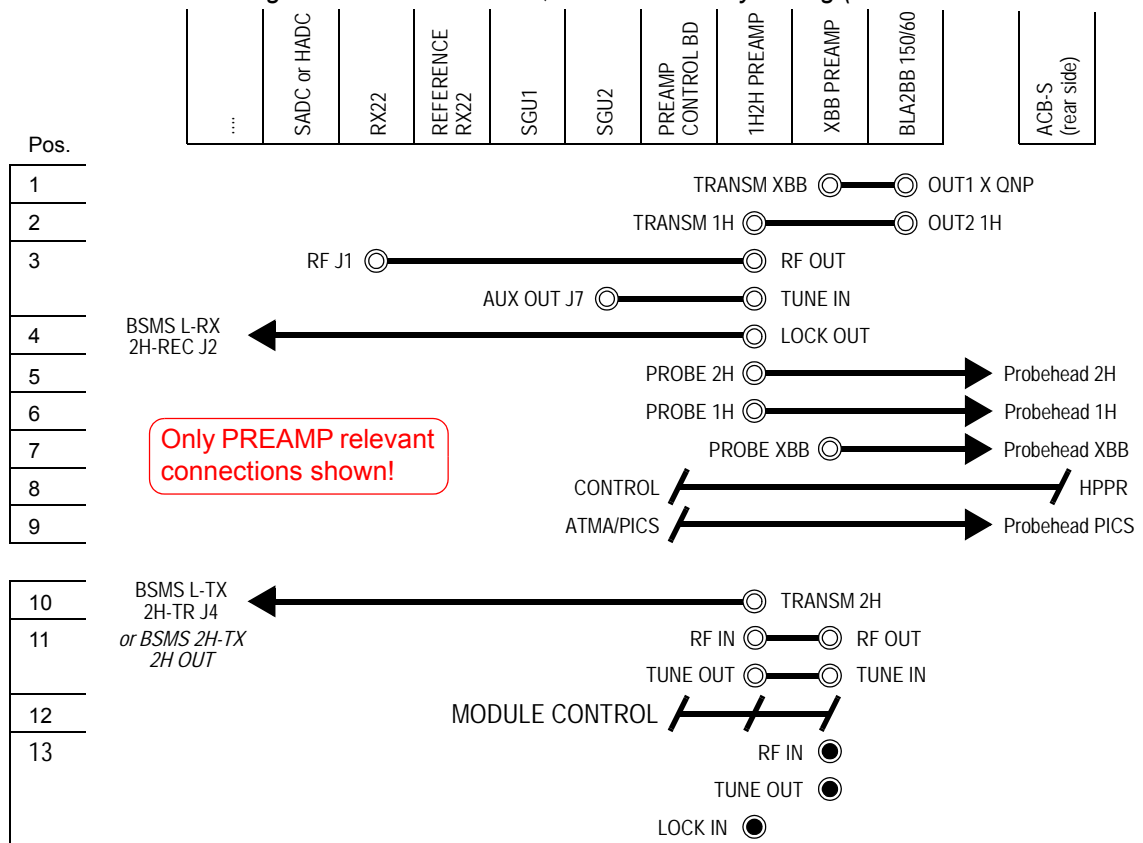 ....
SADC or HADC
RX22
REFERENCE
RX22
SGU1
SGU2
PREAMP
CONTROL BD
1H2H PREAMP
XBB PREAMP
BLA2BB 150/60
ACB-S
(rear side)
Pos.
1
TRANSM XBB
OUT1 X QNP
2
TRANSM 1H
OUT2 1H
3
RF J1
RF OUT
AUX OUT J7
TUNE IN
4
BSMS L-RX
2H-REC J2
LOCK OUT
5
PROBE 2H
Probehead 2H
6
PROBE 1H
Probehead 1H
Only PREAMP relevant
connections shown!
7
PROBE XBB
Probehead XBB
8
CONTROL
HPPR
9
ATMA/PICS
Probehead PICS
10
BSMS L-TX
2H-TR J4
TRANSM 2H
11
or BSMS 2H-TX
2H OUT
RF IN
RF OUT
TUNE OUT
TUNE IN
12
MODULE CONTROL
13
RF IN
TUNE OUT
LOCK IN